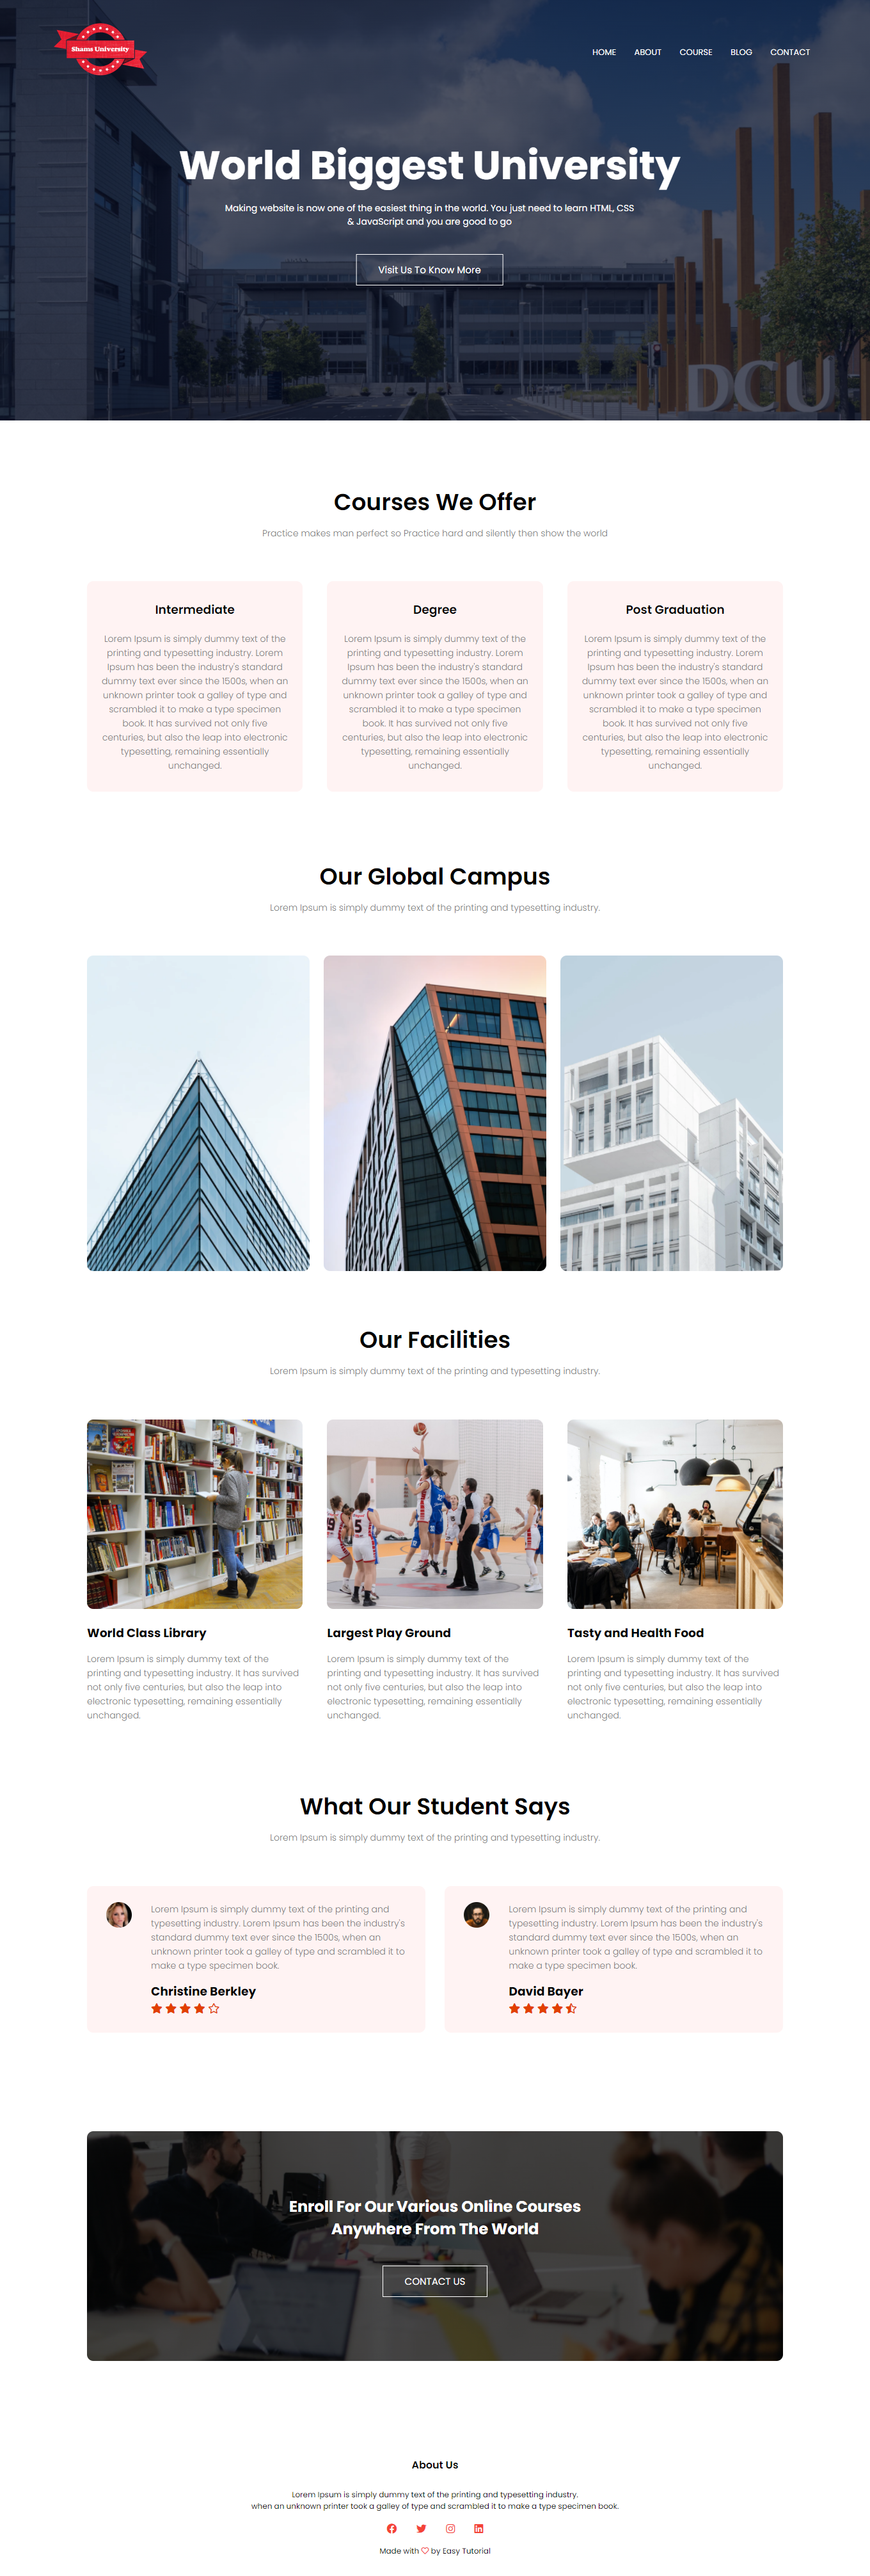 Shams University
HOME ABOUT COURSE BLOG CONTACT
World Biggest University
Making website is now one of the easiest thing in the world. You just need to learn HTML, CSS
& JavaScript and you are good to go
Visit Us To Know More
DCU
Courses We Offer
Practice makes man perfect so Practice hard and silently then show the world
Intermediate
Lorem Ipsum is simply dummy text of the
printing and typesetting industry. Lorem
Ipsum has been the industry's standard
dummy text ever since the 1500s, when an
unknown printer took a galley of type and
scrambled it to make a type specimen
book. It has survived not only five
centuries, but also the leap into electronic
typesetting, remaining essentially
unchanged.
Degree
Lorem Ipsum is simply dummy text of the
printing and typesetting industry. Lorem
Ipsum has been the industry's standard
dummy text ever since the 1500s, when an
unknown printer took a galley of type and
scrambled it to make a type specimen
book. It has survived not only five
centuries, but also the leap into electronic
typesetting, remaining essentially
unchanged.
Post Graduation
Lorem Ipsum is simply dummy text of the
printing and typesetting industry. Lorem
Ipsum has been the industry's standard
dummy text ever since the 1500s, when an
unknown printer took a galley of type and
scrambled it to make a type specimen
book. It has survived not only five
centuries, but also the leap into electronic
typesetting, remaining essentially
unchanged.
Our Global Campus
Lorem Ipsum is simply dummy text of the printing and typesetting industry.
Our Facilities
Lorem Ipsum is simply dummy text of the printing and typesetting industry.
5
World Class Library
Lorem Ipsum is simply dummy text of the
printing and typesetting industry. It has survived
not only five centuries, but also the leap into
electronic typesetting, remaining essentially
unchanged.
Largest Play Ground
Lorem Ipsum is simply dummy text of the
printing and typesetting industry. It has survived
not only five centuries, but also the leap into
electronic typesetting, remaining essentially
unchanged.
Tasty and Health Food
Lorem Ipsum is simply dummy text of the
printing and typesetting industry. It has survived
not only five centuries, but also the leap into
electronic typesetting, remaining essentially
unchanged.
What Our Student Says
Lorem Ipsum is simply dummy text of the printing and typesetting industry.
Lorem Ipsum is simply dummy text of the printing and
typesetting industry. Lorem Ipsum has been the industry's
standard dummy text ever since the 1500s, when an
unknown printer took a galley of type and scrambled it to
make a type specimen book.
Christine Berkley
Lorem Ipsum is simply dummy text of the printing and
typesetting industry. Lorem Ipsum has been the industry's
standard dummy text ever since the 1500s, when an
unknown printer took a galley of type and scrambled it to
make a type specimen book.
David Bayer
Enroll For Our Various Online Courses
Anywhere From The World
CONTACT US
About Us
Lorem Ipsum is simply dummy text of the printing and typesetting industry.
when an unknown printer took a galley of type and scrambled it to make a type specimen book.
Made with ♡ by Easy Tutorial